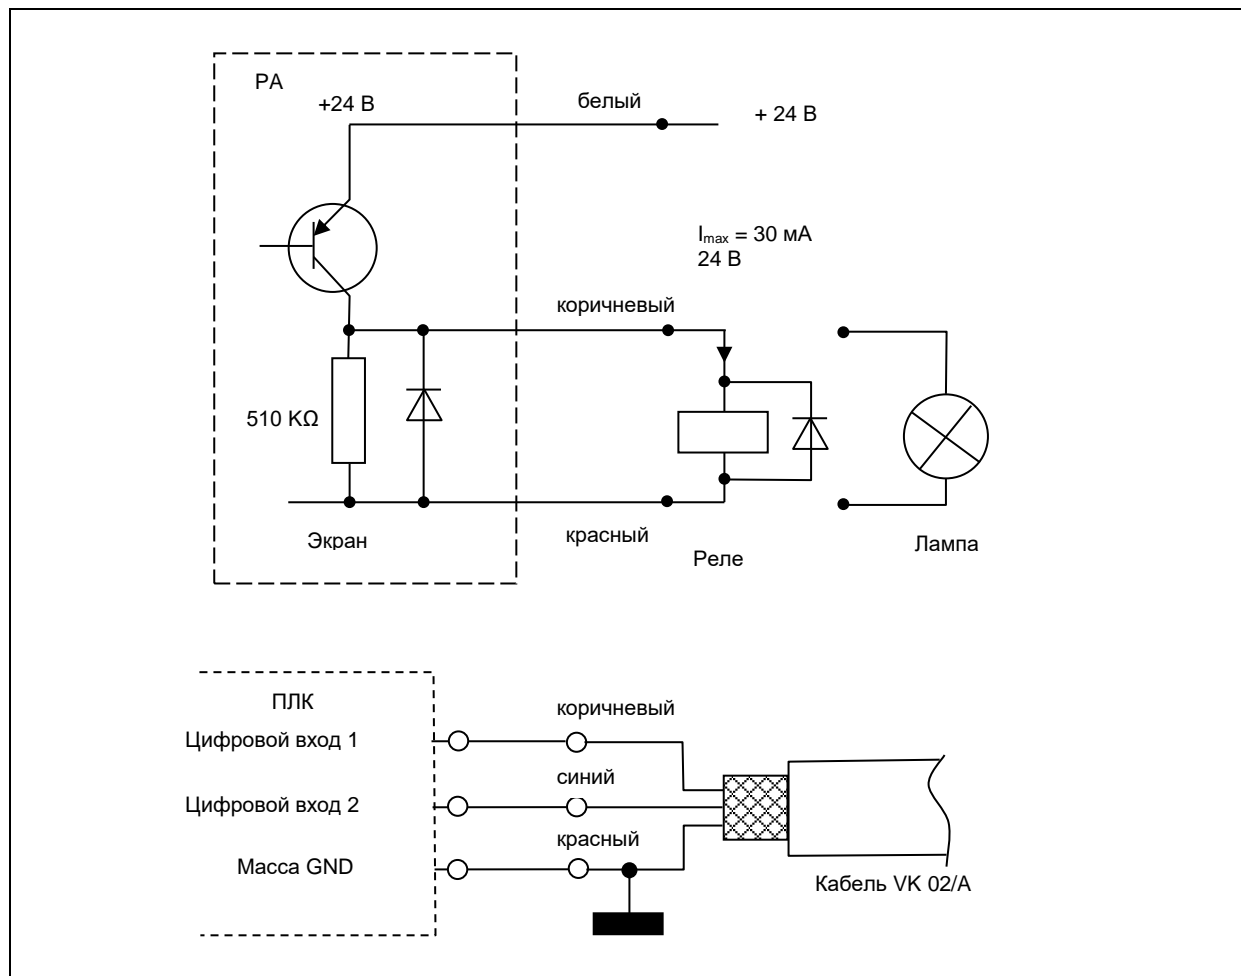 РА
+24 В
белый
+ 24 В
Imax = 30 мА
24 В
коричневый
510 KΩ
Экран
красный
Реле
Лампа
ПЛК
коричневый
Цифровой вход 1
синий
Цифровой вход 2
красный
Масса GND
Кабель VK 02/A